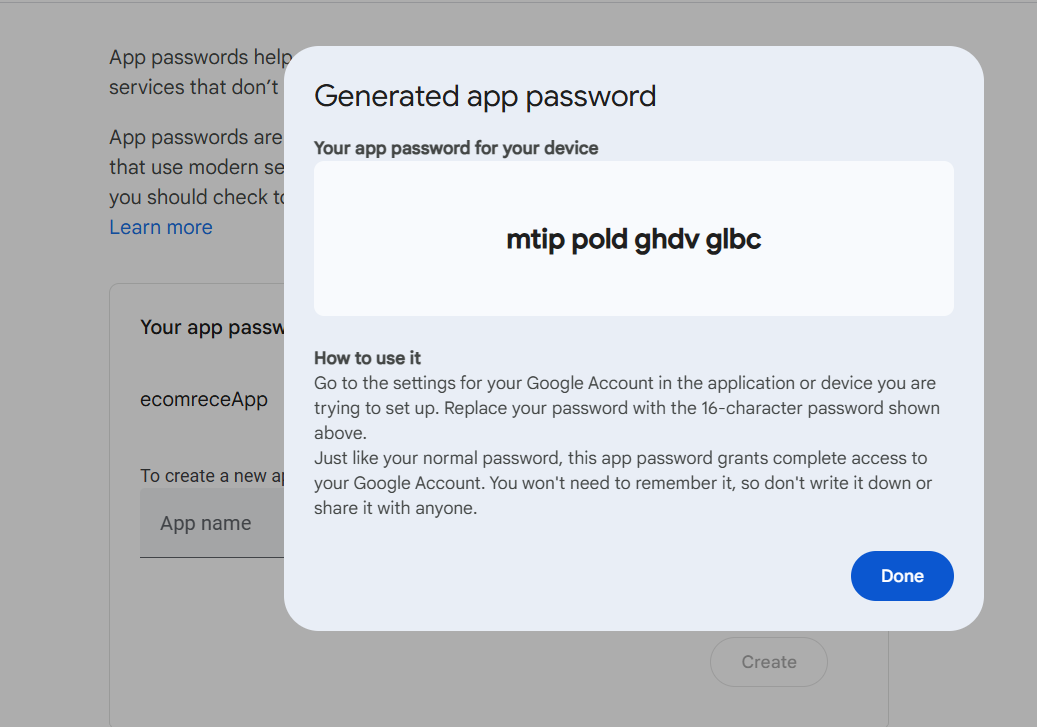 App passwords help
services that don’t
App passwords are
that use modern se
you should check to
Learn more
Your app passw
ecomreceApp
To create a new ap
App name
Create
Generated app password
Your app password for your device
mtip pold ghdv glbc
How to use it
Go to the settings for your Google Account in the application or device you are
trying to set up. Replace your password with the 16-character password shown
above.
Just like your normal password, this app password grants complete access to
your Google Account. You won't need to remember it, so don't write it down or
share it with anyone.
Done